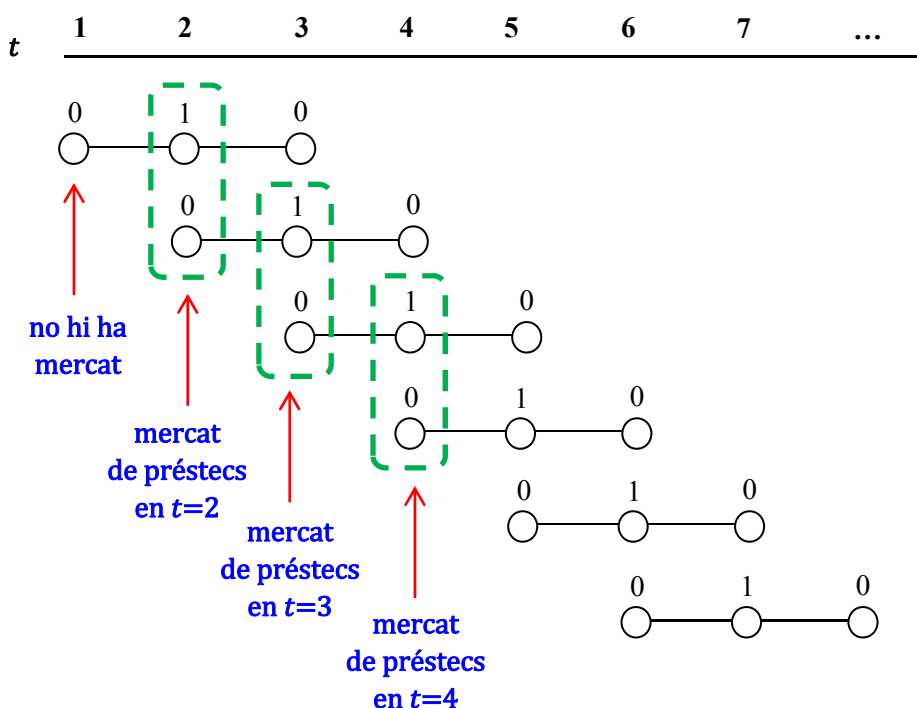 t 1 2 3 4 5 6 7 …
0 1 0
0 1 0
0 1 0
0 1 0
0 1 0
0 1 0
no hi ha
mercat
mercat
de préstecs
en t=2
mercat
de préstecs
en t=3
mercat
de préstecs
en t=4